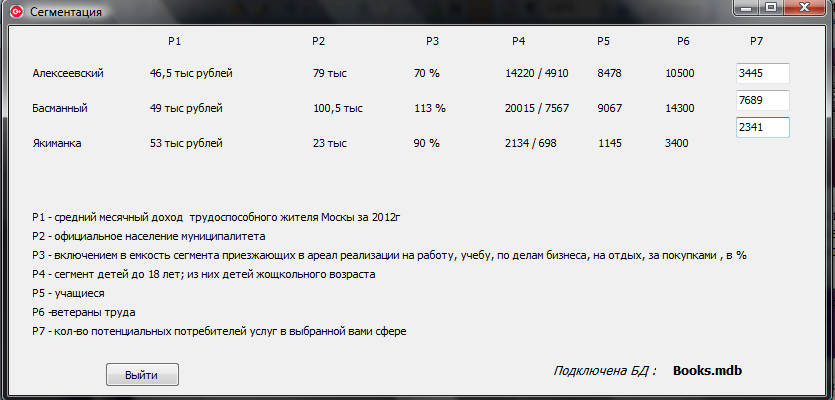 Сегментация
P1 P2 P3 P4 P5 P6 P7
Алексеевский 46,5 тыс рублей 79 тыс 70 % 14220 / 4910 8478 10500 3445
Басманный 49 тыс рублей 100,5 тыс 113 % 20015 / 7567 9067 14300 7689
Якиманка 53 тыс рублей 23 тыс 90 % 2134 / 698 1145 3400 2341
P1 - средний месячный доход трудоспособного жителя Москы за 2012г
P2 - официальное население муниципалитета
P3 - включением в емкость сегмента приезжающих в ареал реализации на работу, учебу, по делам бизнеса, на отдых, за покупками , в %
P4 - сегмент детей до 18 лет; из них детей жощкольного возраста
P5 - учащиеся
P6 -ветераны труда
P7 - кол-во потенциальных потребителей услуг в выбранной вами сфере
Выйти
Подключена БД : Books.mdb